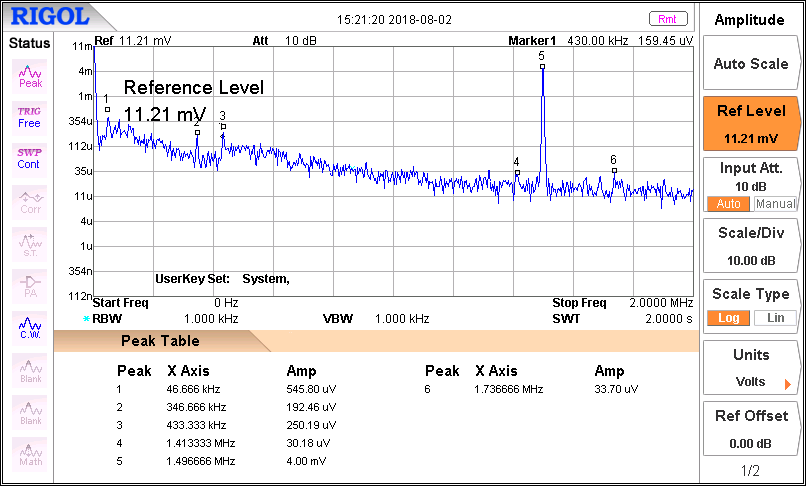 RIGOL
15:21:20 2018-08-02
Rmt
Status
Ref 11.21 mV Att 10 dB Marker1 430.00 kHz 159.45 uV
Peak
TRIG
Free
SWP
Cont
Corr
S.T.
PA
C.W.
Blank
Blank
Math
11m
4m
1m
354u
112u
35u
11u
4u
1u
354n
112n
Reference Level
11.21 mV
1
2
3
4
5
6
UserKey Set: System,
Start Freq 0 Hz Stop Freq 2.0000 MHz
*RBW 1.000 kHz VBW 1.000 kHz SWT 2.0000 s
Peak Table
Peak X Axis Amp Peak X Axis Amp
1 46.666 kHz 545.80 uV 6 1.736666 MHz 33.70 uV
2 346.666 kHz 192.46 uV
3 433.333 kHz 250.19 uV
4 1.413333 MHz 30.18 uV
5 1.496666 MHz 4.00 mV
Amplitude
Auto Scale
Ref Level
11.21 mV
Input Att.
10 dB
Auto Manual
Scale/Div
10.00 dB
Scale Type
Log Lin
Units
Volts
Ref Offset
0.00 dB
1/2